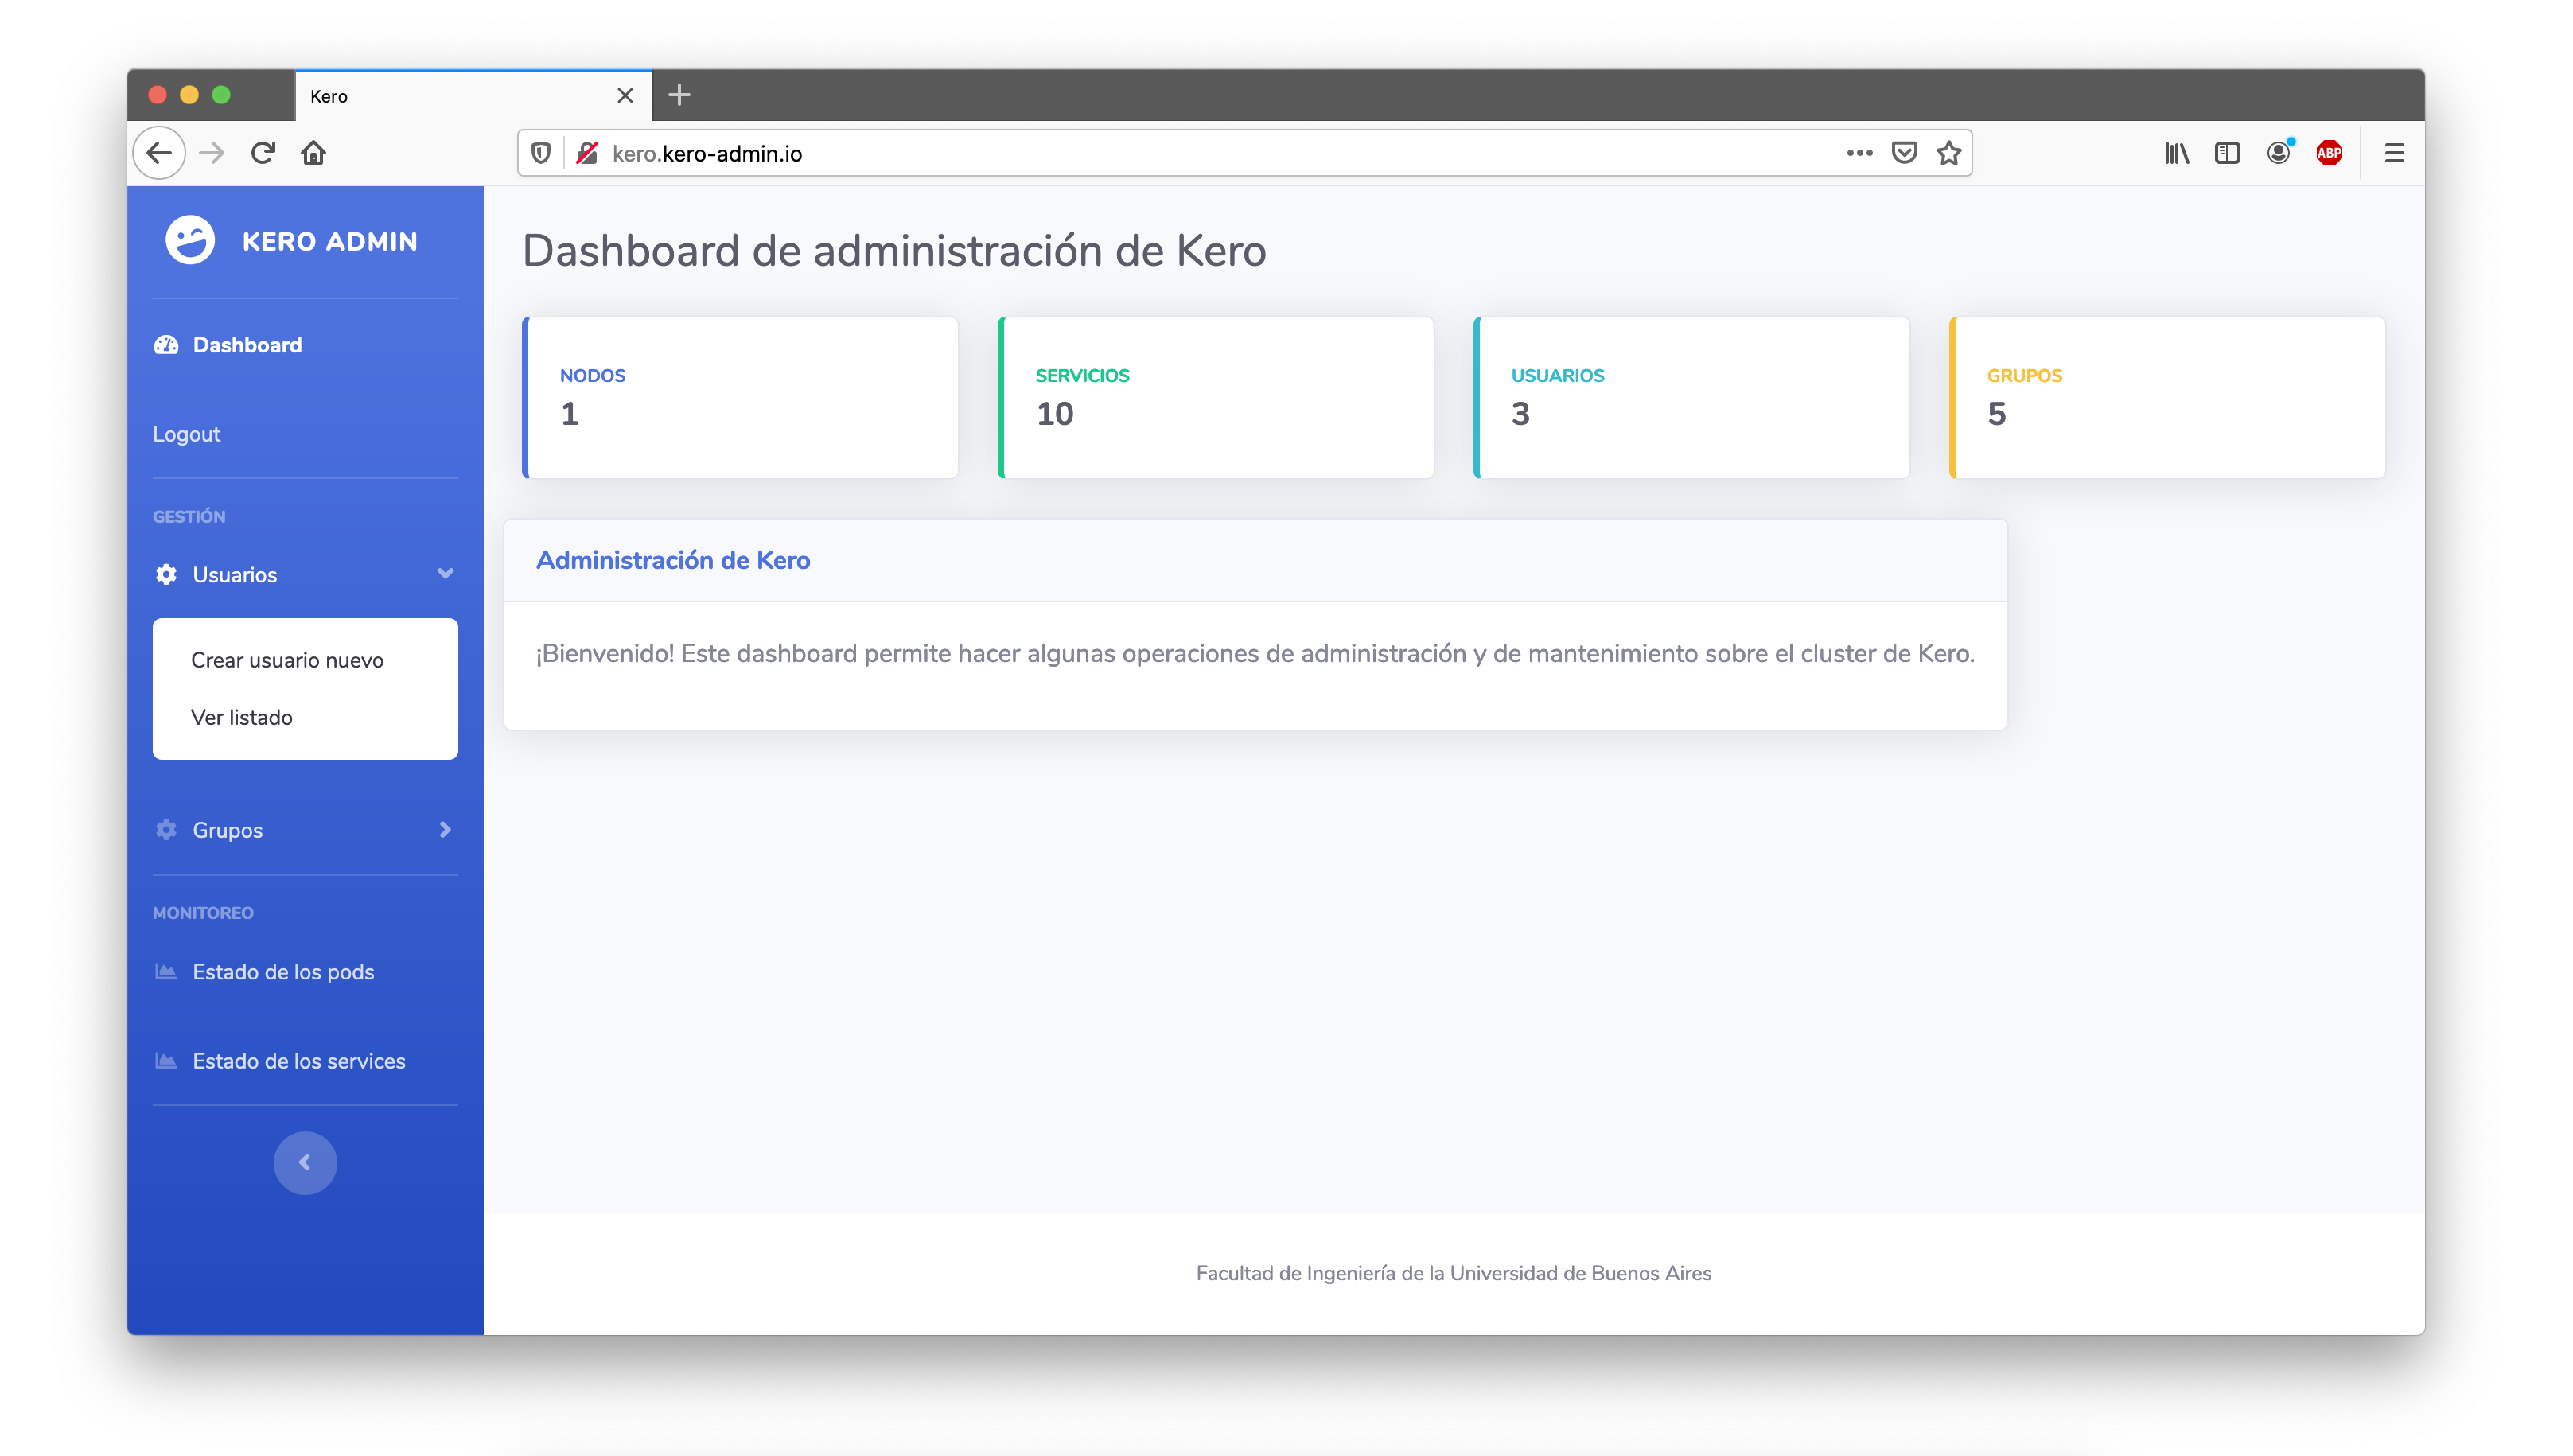 Kero
kero.kero-admin.io
ABP
KERO ADMIN
Dashboard
Logout
GESTIÓN
Usuarios
Crear usuario nuevo
Ver listado
Grupos
MONITOREO
Estado de los pods
Estado de los services
Dashboard de administración de Kero
NODOS
1
SERVICIOS
10
USUARIOS
3
GRUPOS
5
Administración de Kero
¡Bienvenido! Este dashboard permite hacer algunas operaciones de administración y de mantenimiento sobre el cluster de Kero.
Facultad de Ingeniería de la Universidad de Buenos Aires